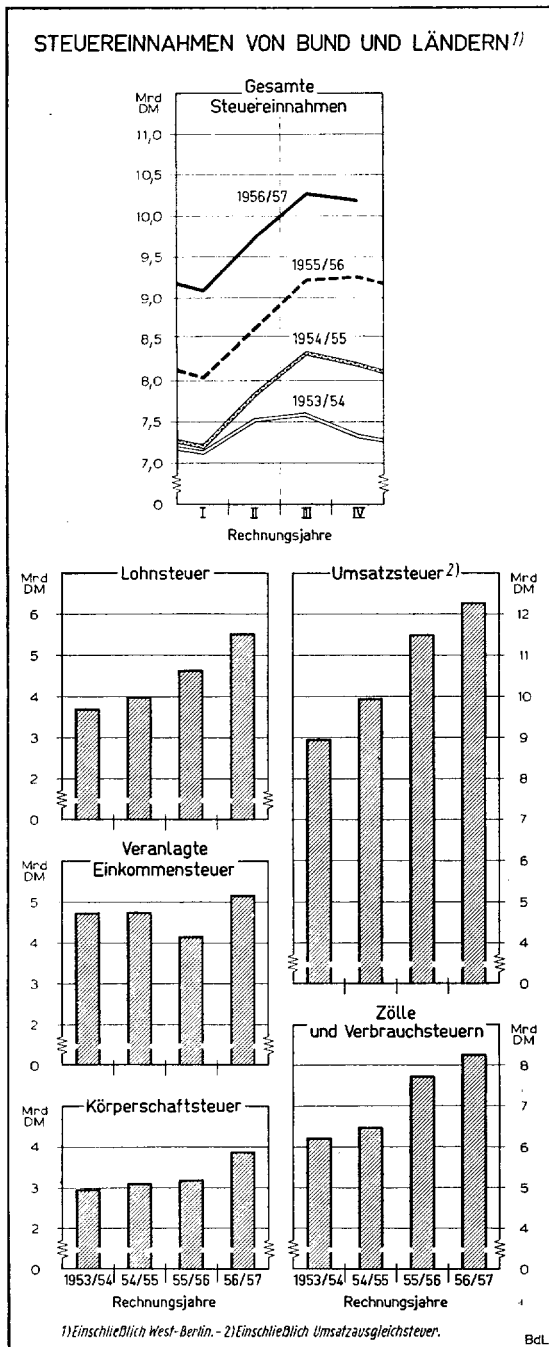 STEUEREINNAHMEN VON BUND UND LÄNDERN 1)
Gesamte
Steuereinnahmen
Mrd
DM
11,0
10,5
10,0
9,5
9,0
8,5
8,0
7,5
7,0
0
1956/57
1955/56
1954/55
1953/54
I II III IV
Rechnungsjahre
Mrd
DM
Lohnsteuer
6
5
4
3
2
0
Umsatzsteuer 2)
Mrd
DM
12
11
10
9
8
7
6
4
0
Veranlagte
Einkommensteuer
Mrd
DM
5
4
3
2
0
Körperschaftsteuer
Mrd
DM
4
3
2
0
1953/54 54/55 55/56 56/57
Rechnungsjahre
Zölle
und Verbrauchsteuern
Mrd
DM
8
7
6
4
0
1953/54 54/55 55/56 56/57
Rechnungsjahre
1) Einschließlich West-Berlin. - 2) Einschließlich Umsatzausgleichsteuer.
BdL